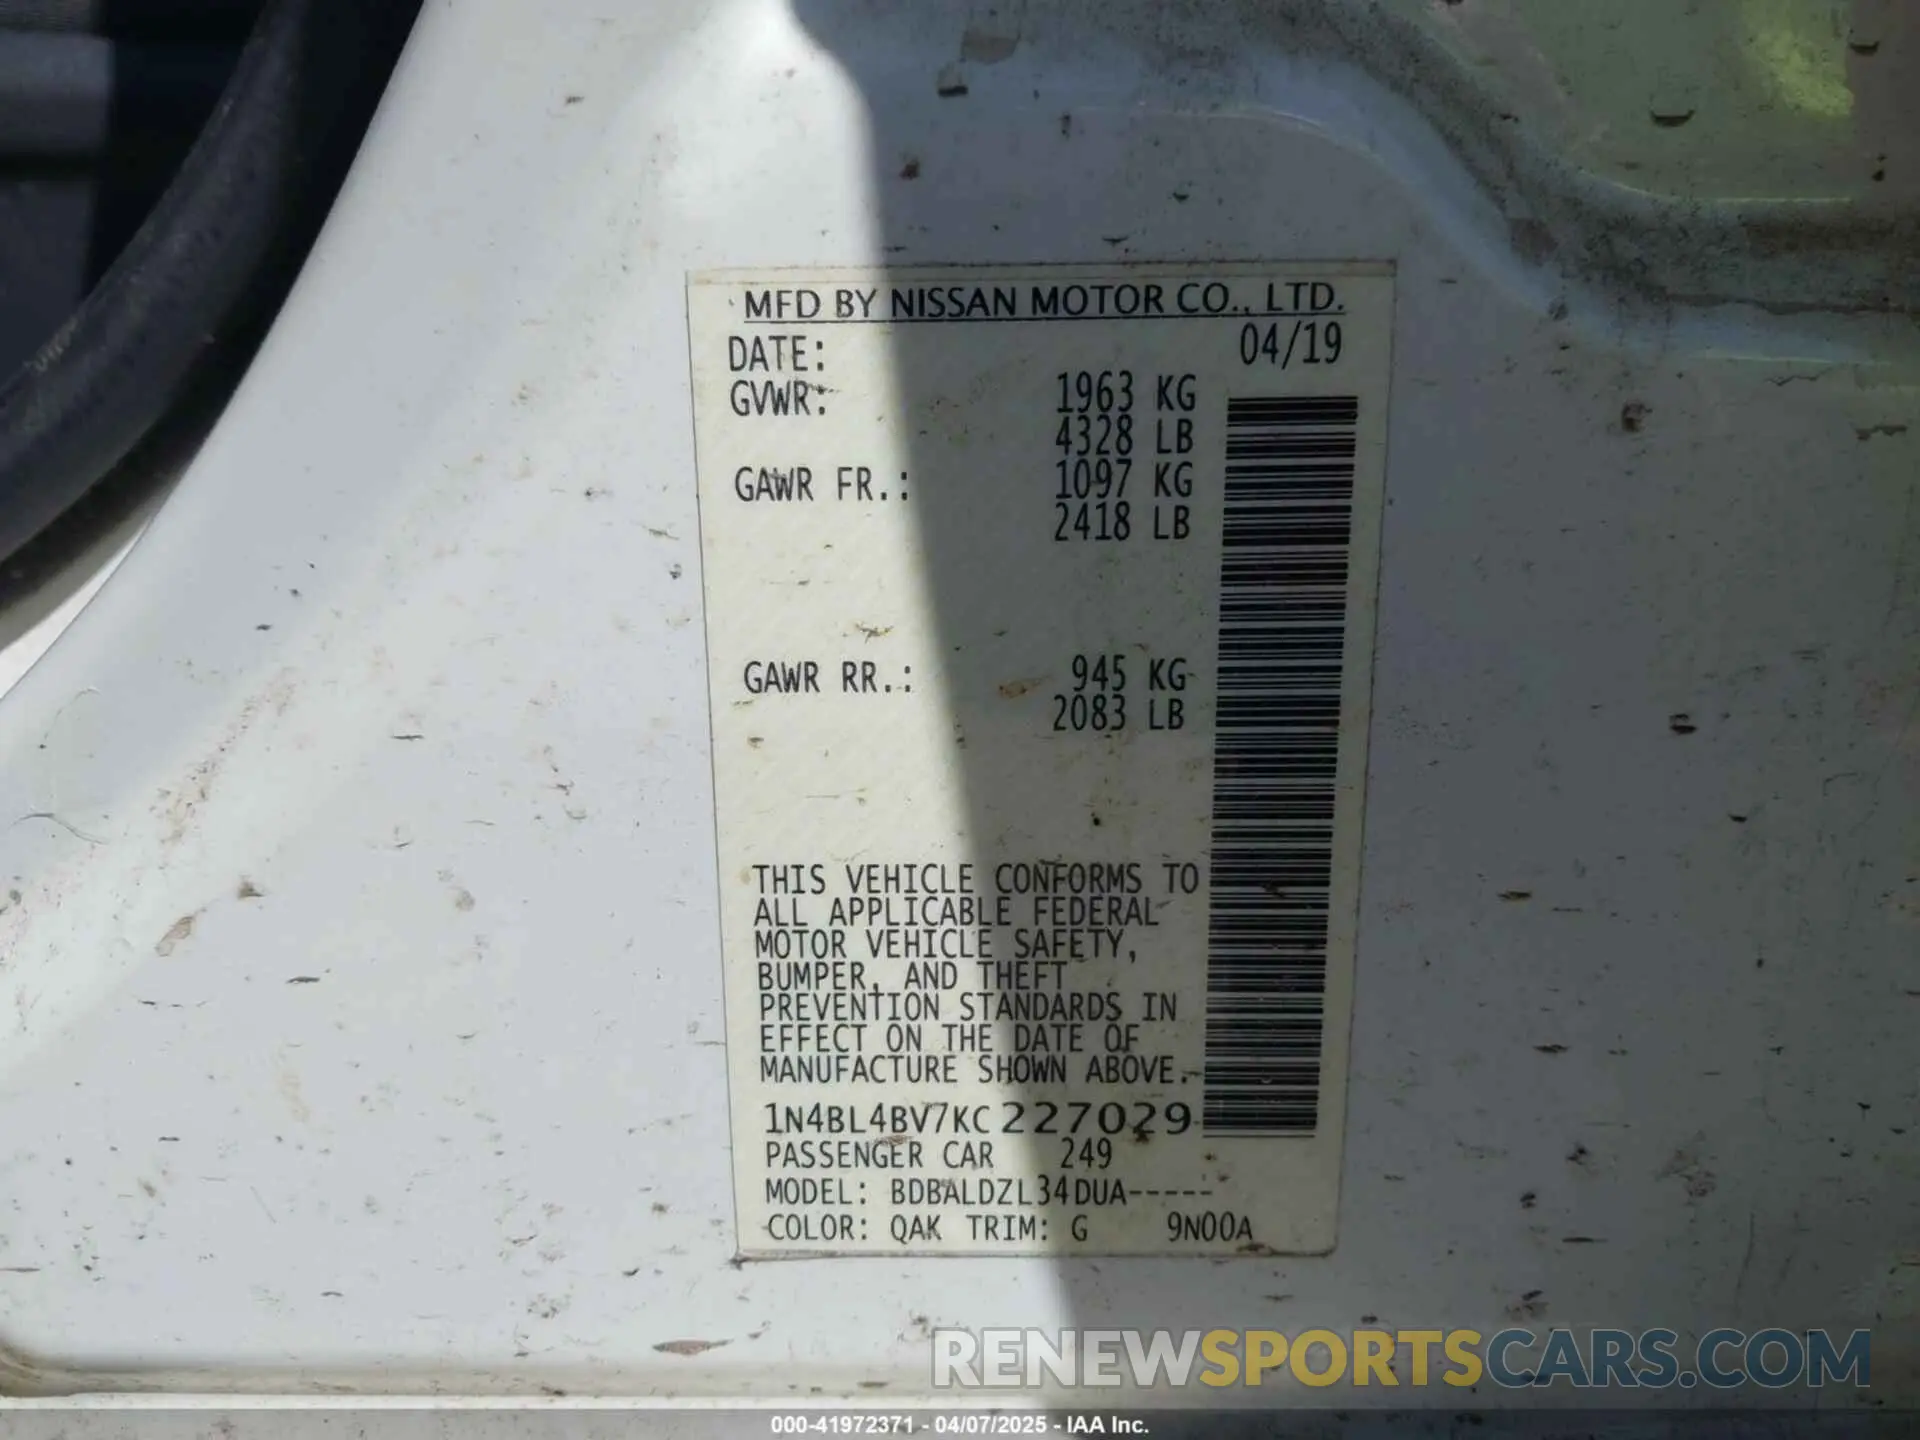 MFD BY NISSAN MOTOR CO., LTD.
DATE: 04/19
GVWR: 1963 KG
4328 LB
GAWR FR.: 1097 KG
2418 LB
GAWR RR.: 945 KG
2083 LB
THIS VEHICLE CONFORMS TO
ALL APPLICABLE FEDERAL
MOTOR VEHICLE SAFETY,
BUMPER, AND THEFT
PREVENTION STANDARDS IN
EFFECT ON THE DATE OF
MANUFACTURE SHOWN ABOVE.
1N4BL4BV7KC227029
PASSENGER CAR 249
MODEL: BDBALDZL34DUA-----
COLOR: QAK TRIM: G 9N00A
RENEWSPORTSCARS.COM
000-41972371 - 04/07/2025 - IAA Inc.